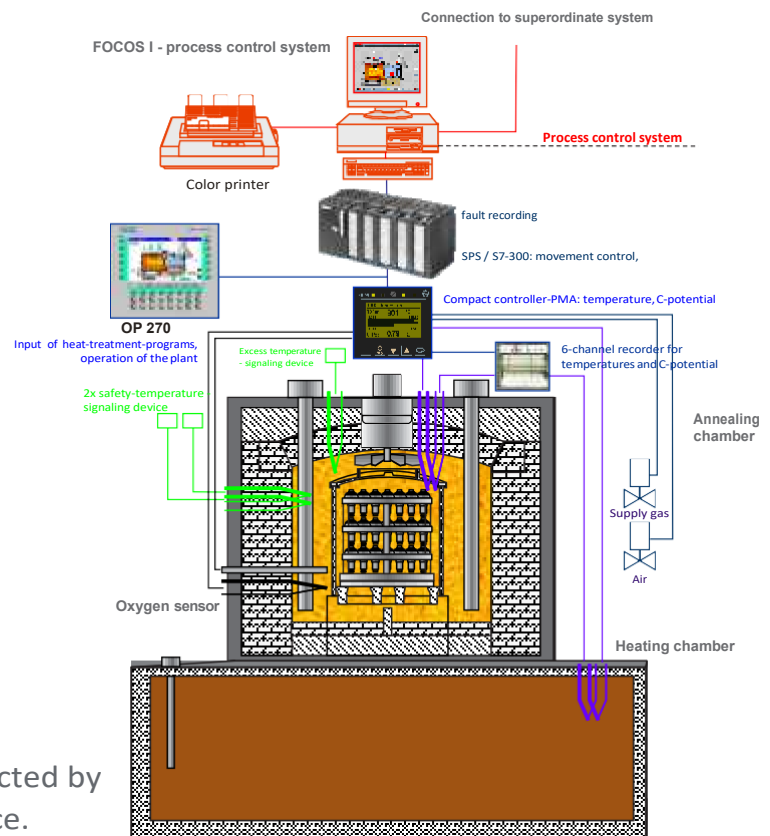 Connection to superordinate system
FOCOS I - process control system
Process control system
Color printer
fault recording
SPS / S7-300: movement control,
OP 270
Input of heat-treatment-programs,
operation of the plant
Compact controller-PMA: temperature, C-potential
Excess temperature
- signaling device
6-channel recorder for
temperatures and C-potential
2x safety-temperature
signaling device
Annealing
chamber
Supply gas
Air
Oxygen sensor
Heating chamber
cted by
ce.